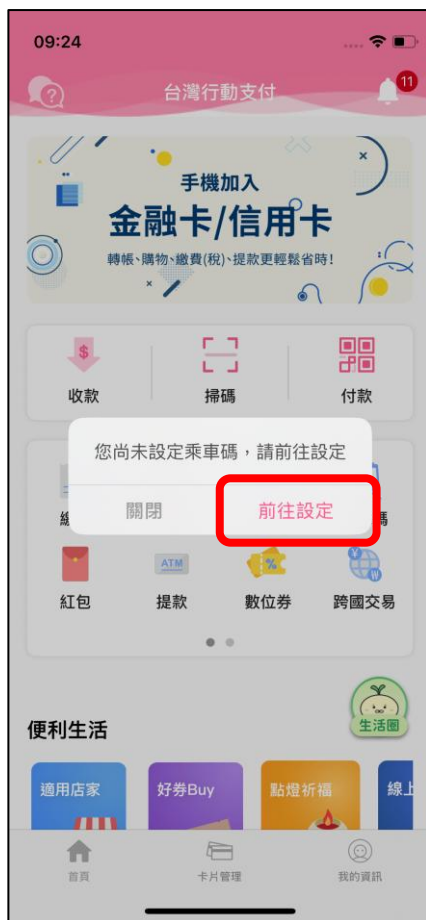 09:24
台灣行動支付
11
手機加入
金融卡/信用卡
轉帳、購物、繳費(稅)、提款更輕鬆省時!
收款
掃碼
付款
您尚未設定乘車碼，請前往設定
關閉
前往設定
紅包
ATM
提款
數位券
跨國交易
生活圈
便利生活
適用店家
好券Buy
點燈祈福
線上
首頁
卡片管理
我的資訊